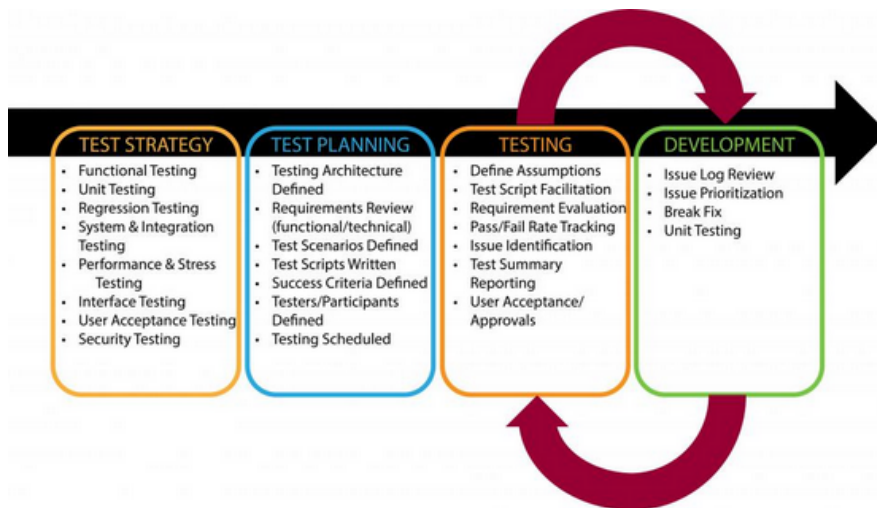 TEST STRATEGY
• Functional Testing
• Unit Testing
• Regression Testing
• System & Integration
Testing
• Performance & Stress
Testing
• Interface Testing
• User Acceptance Testing
• Security Testing
TEST PLANNING
• Testing Architecture
Defined
• Requirements Review
(functional/technical)
• Test Scenarios Defined
• Test Scripts Written
• Success Criteria Defined
• Testers/Participants
Defined
• Testing Scheduled
TESTING
• Define Assumptions
• Test Script Facilitation
• Requirement Evaluation
• Pass/Fail Rate Tracking
• Issue Identification
• Test Summary
Reporting
• User Acceptance/
Approvals
DEVELOPMENT
• Issue Log Review
• Issue Prioritization
• Break Fix
• Unit Testing